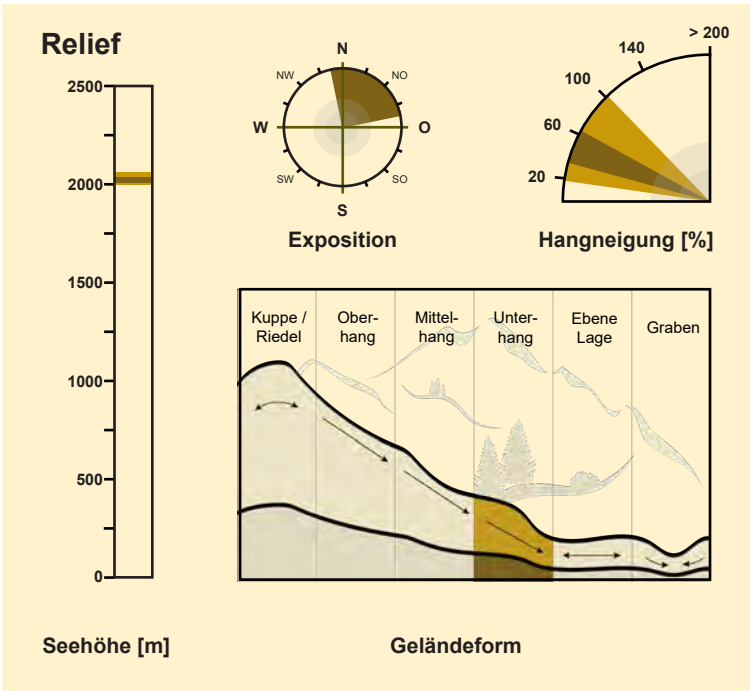 Relief
2500
2000
1500
1000
500
0
Seehöhe [m]
N
NW
NO
W
O
SW
SO
S
Exposition
> 200
140
100
60
20
Hangneigung [%]
Kuppe /
Riedel
Ober-
hang
Mittel-
hang
Unter-
hang
Ebene
Lage
Graben
Geländeform